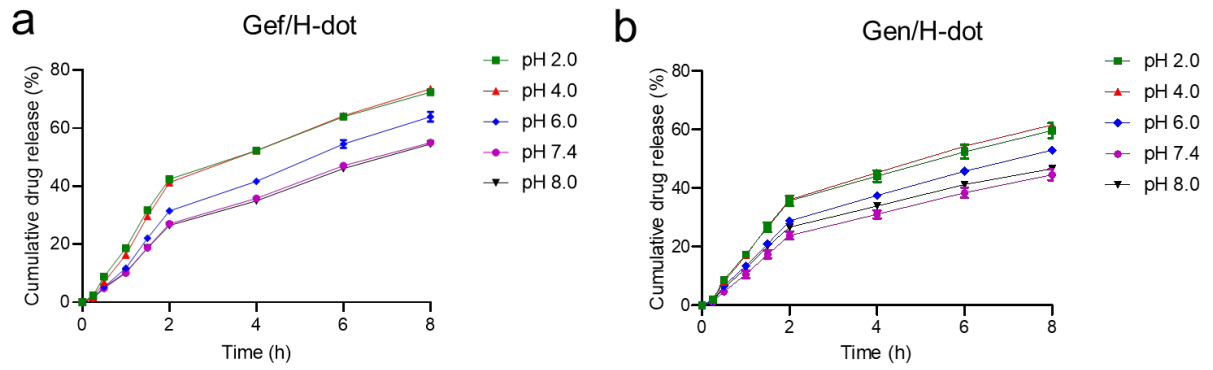 a
Gef/H-dot
Cumulative drug release (%)
80
60
40
20
0
0 2 4 6 8
Time (h)
pH 2.0
pH 4.0
pH 6.0
pH 7.4
pH 8.0
b
Gen/H-dot
Cumulative drug release (%)
80
60
40
20
0
0 2 4 6 8
Time (h)
pH 2.0
pH 4.0
pH 6.0
pH 7.4
pH 8.0